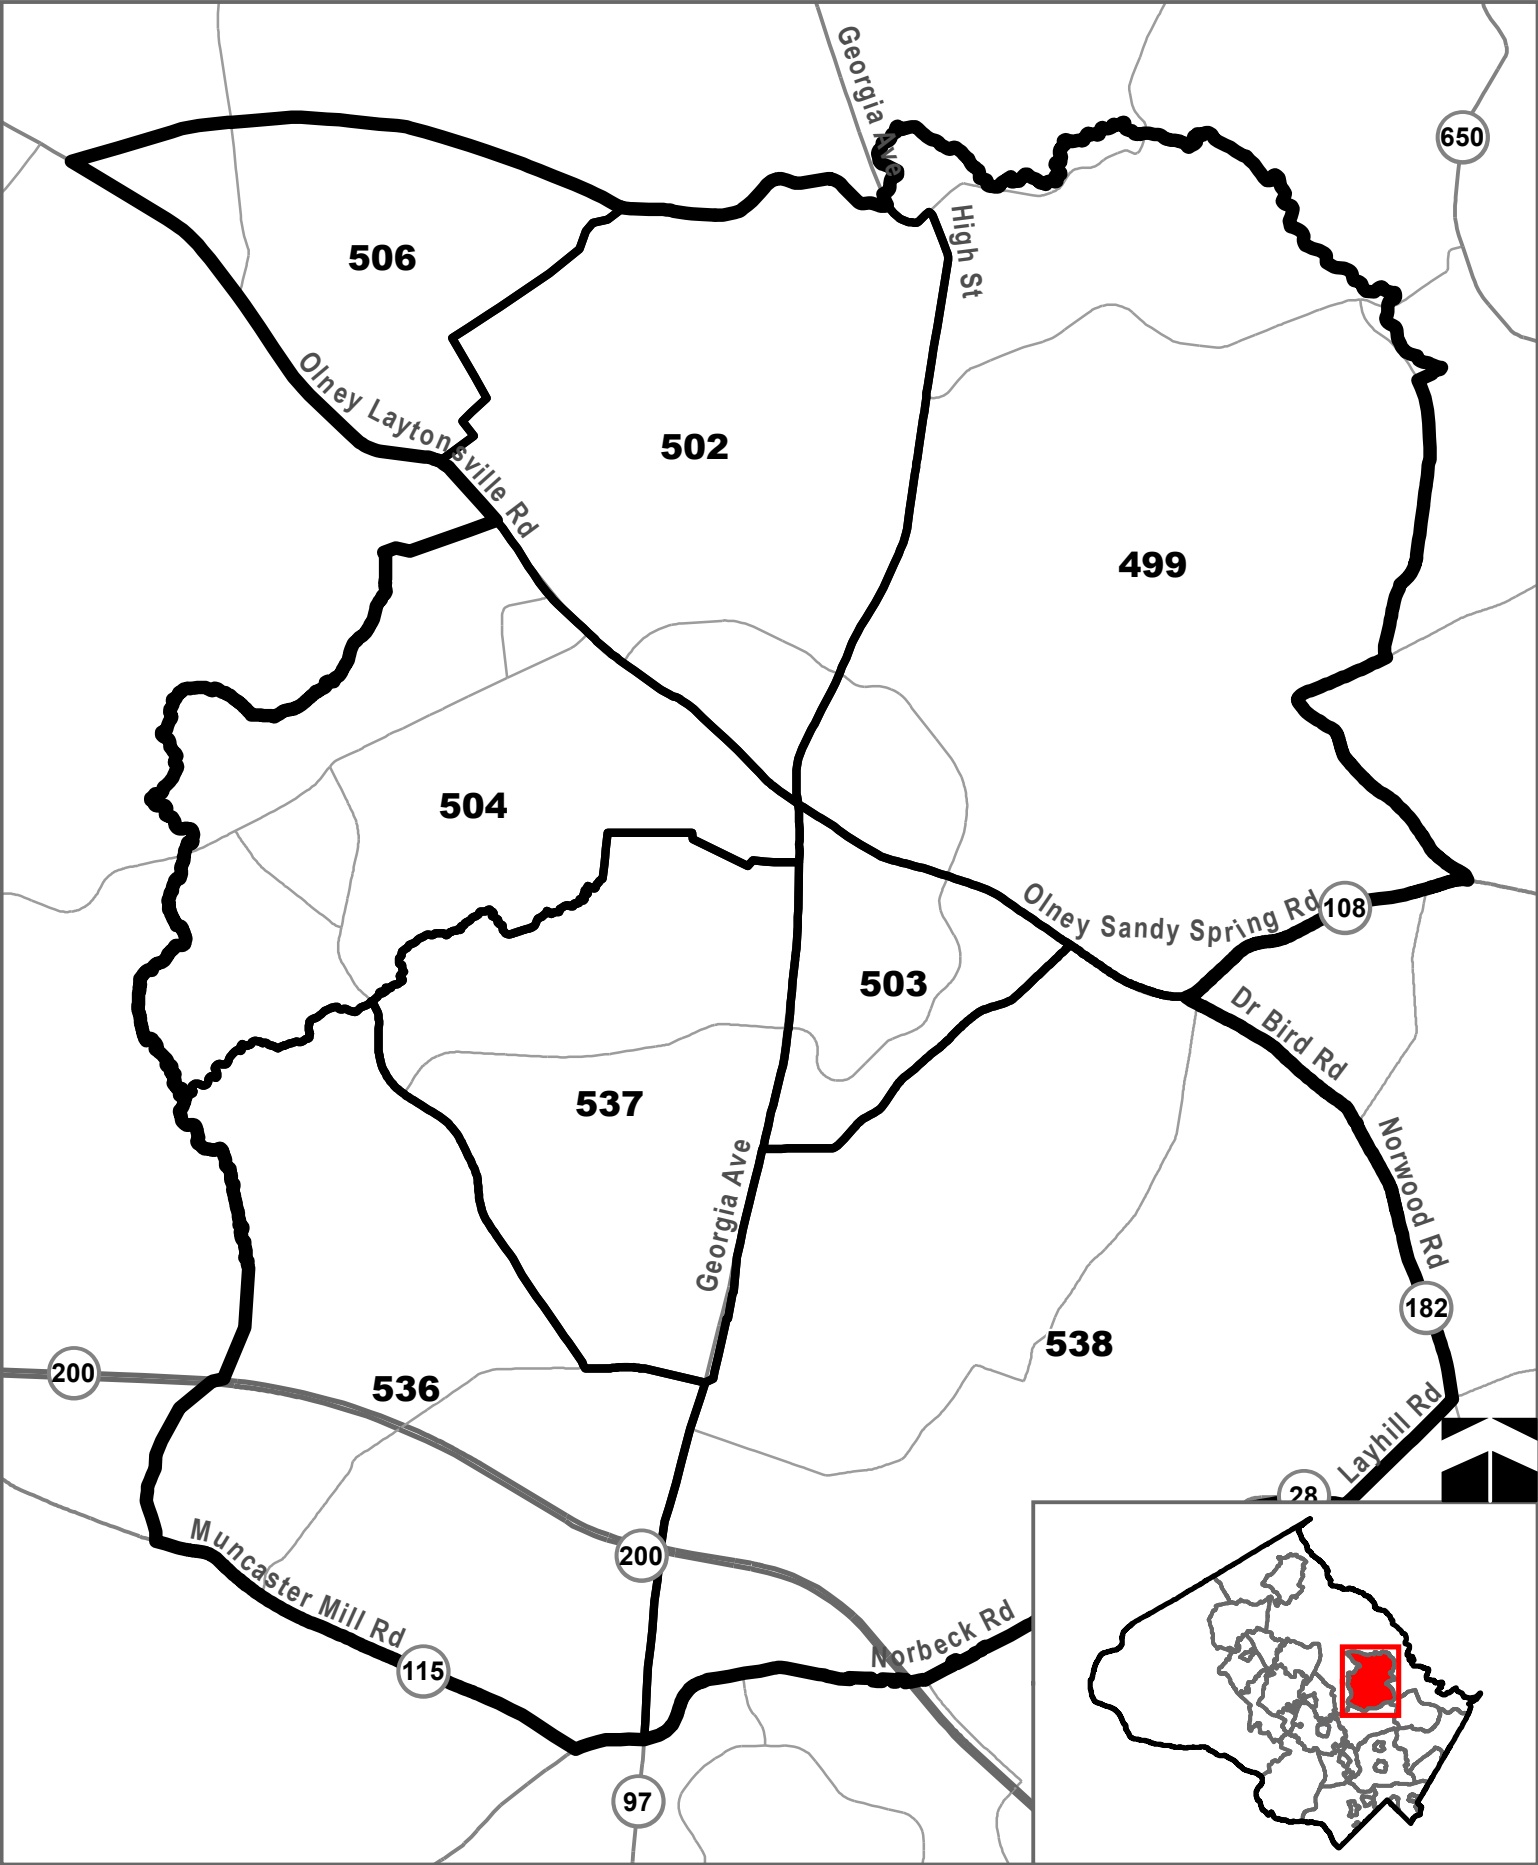 Georgia Ave
650
High St
506
Olney Laytonsville Rd
502
499
504
Olney Sandy Spring Rd
108
503
Dr Bird Rd
537
Georgia Ave
Norwood Rd
182
538
200
536
Layhill Rd
28
Muncaster Mill Rd
200
Norbeck Rd
115
97